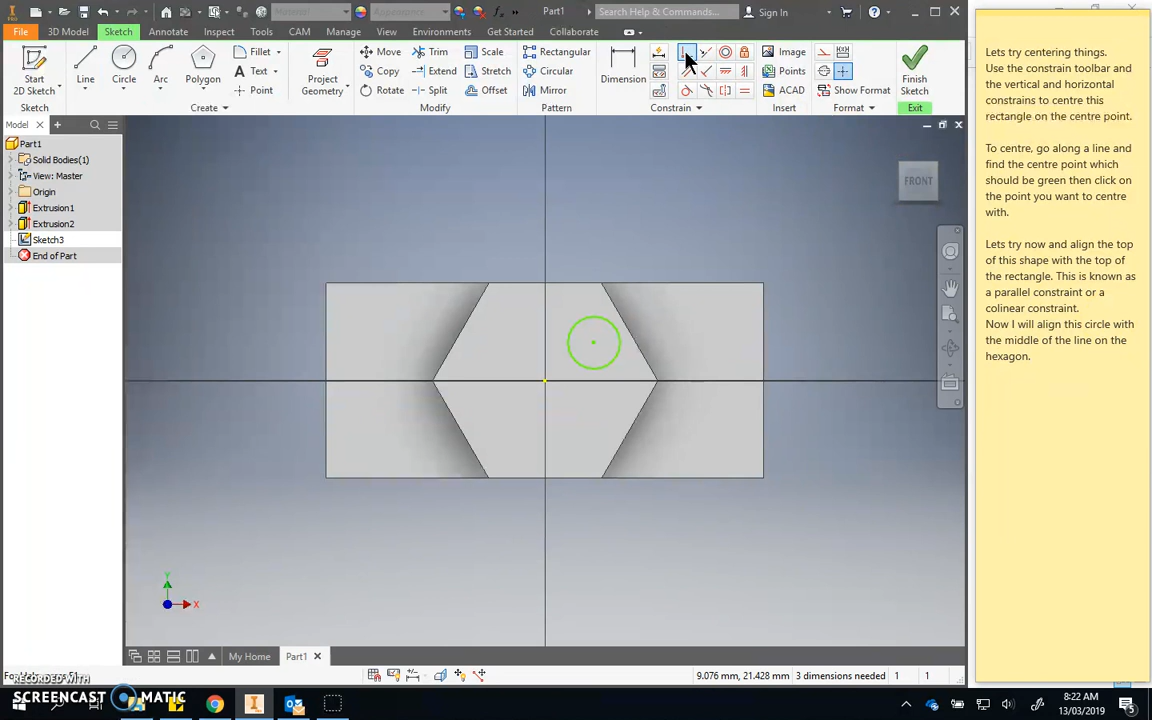 Material
Appearance
Part1
Search Help & Commands...
Sign In
File
3D Model
Sketch
Annotate
Inspect
Tools
CAM
Manage
View
Environments
Get Started
Collaborate
Start
2D Sketch
Line
Circle
Arc
Polygon
Fillet
Text
Point
Project
Geometry
Move
Copy
Rotate
Trim
Extend
Split
Scale
Stretch
Offset
Rectangular
Circular
Mirror
Dimension
Image
Points
ACAD
Show Format
Finish
Sketch
Sketch
Create
Modify
Pattern
Constrain
Insert
Format
Exit
Model
Part1
Solid Bodies(1)
View: Master
Origin
Extrusion1
Extrusion2
Sketch3
End of Part
FRONT
Y
X
Lets try centering things.
Use the constrain toolbar and
the vertical and horizontal
constrains to centre this
rectangle on the centre point.
To centre, go along a line and
find the centre point which
should be green then click on
the point you want to centre
with.
Lets try now and align the top
of this shape with the top of
the rectangle. This is known as
a parallel constraint or a
colinear constraint.
Now I will align this circle with
the middle of the line on the
hexagon.
My Home
Part1
9.076 mm, 21.428 mm
3 dimensions needed
1
1
RECORDED WITH
SCREENCAST MATIC
8:22 AM
13/03/2019
5